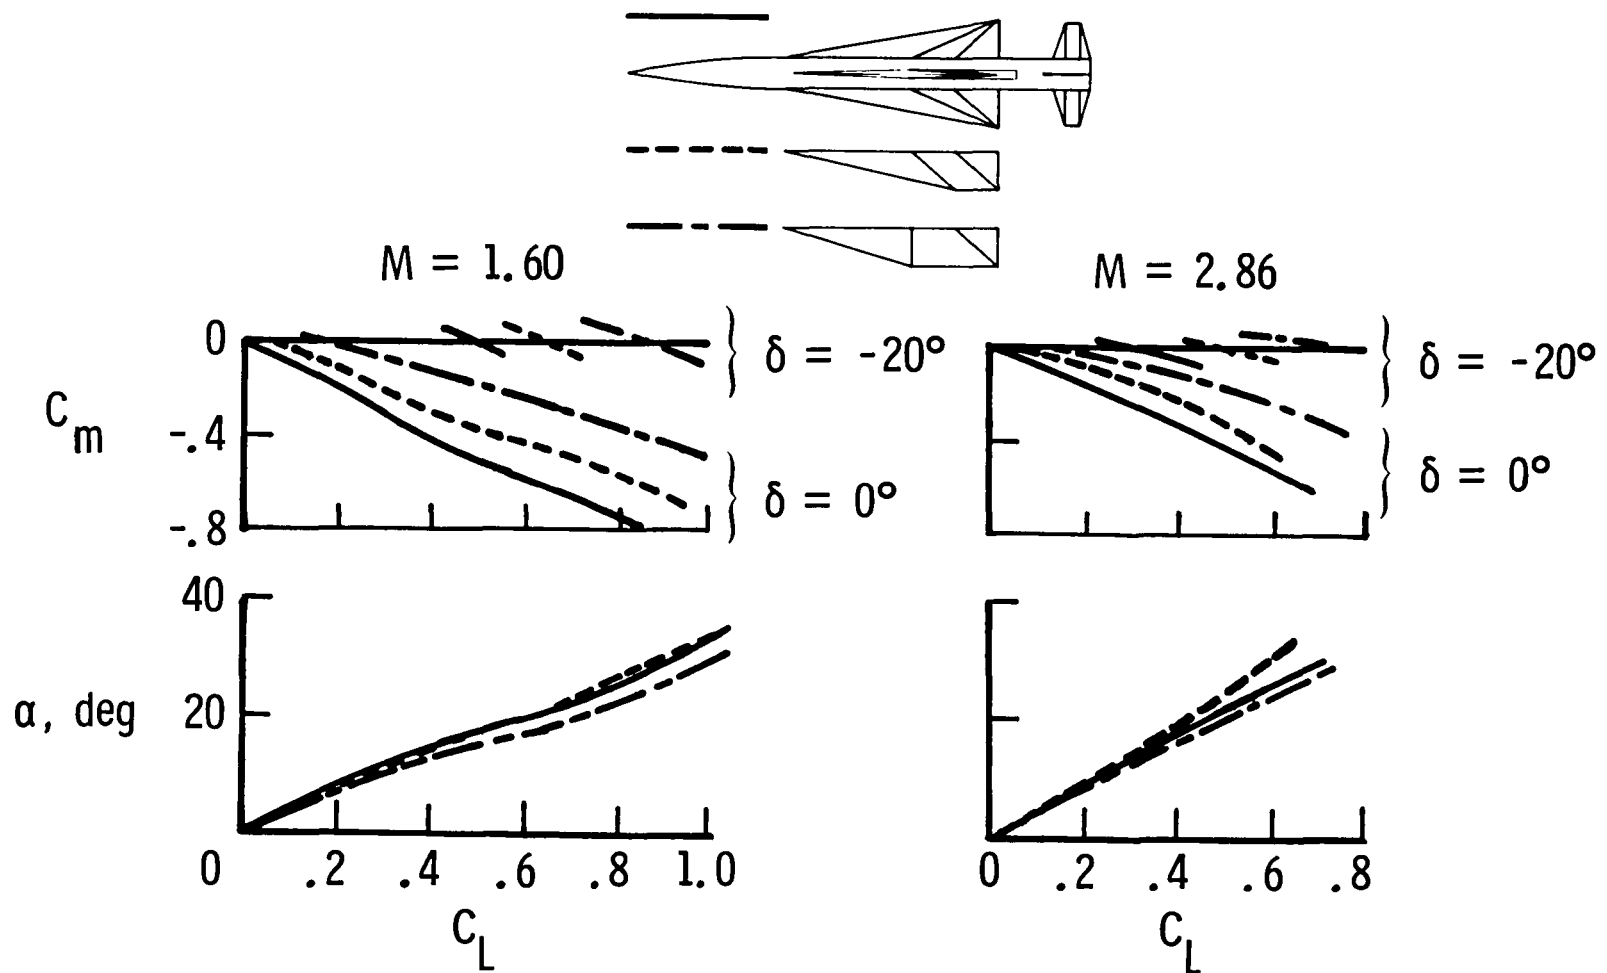 M = 1.60
M = 2.86
0
C_m
-.4
-.8
δ = -20°
δ = 0°
δ = -20°
δ = 0°
40
α, deg
20
0 .2 .4 .6 .8 1.0
C_L
0 .2 .4 .6 .8
C_L